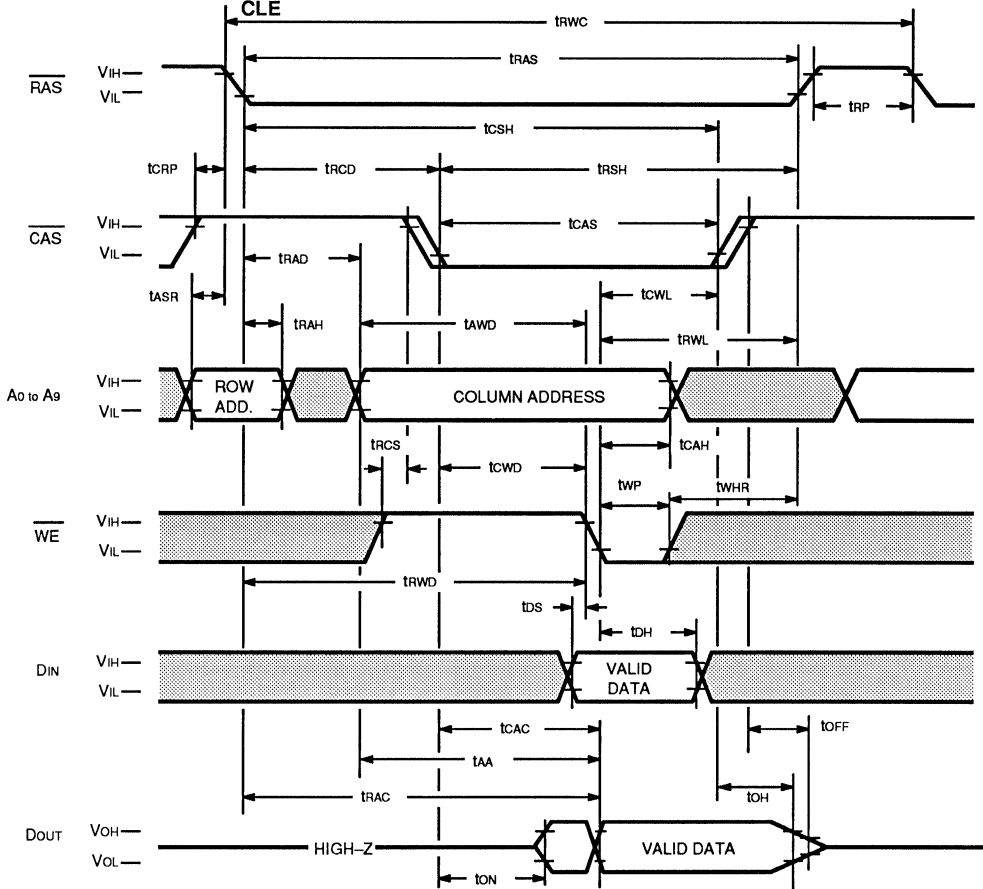 CLE
tRWC
tRAS
RAS
VIH
VIL
tRP
tCSH
tCRP
tRCD
tRSH
CAS
VIH
VIL
tCAS
tRAD
tASR
tCWL
tRAH
tAWD
tRWL
A0 to A9
VIH
VIL
ROW
ADD.
COLUMN ADDRESS
tRCS
tCWD
tCAH
tWP
tWHR
WE
VIH
VIL
tRWD
tDS
tDH
DIN
VIH
VIL
VALID
DATA
tCAC
tOFF
tAA
tRAC
tOH
DOUT
VOH
VOL
HIGH–Z
VALID DATA
tON